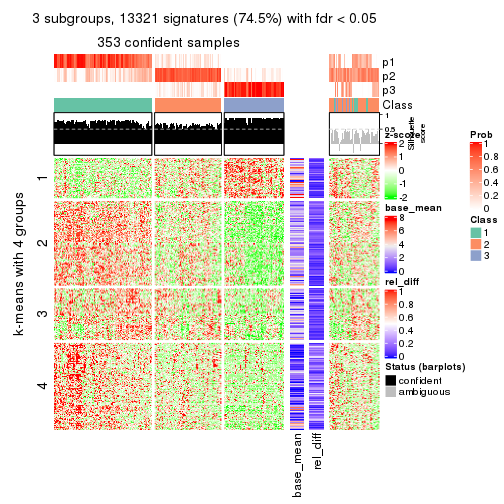 3 subgroups, 13321 signatures (74.5%) with fdr < 0.05
353 confident samples
p1
p2
p3
Class
1
0.5
0
Silhouette
score
k-means with 4 groups
1
2
3
4
base_mean
rel_diff
z-score
2
1
0
-1
-2
base_mean
8
6
4
2
0
rel_diff
1
0.8
0.6
0.4
0.2
0
Status (barplots)
confident
ambiguous
Prob
1
0.8
0.6
0.4
0.2
0
Class
1
2
3